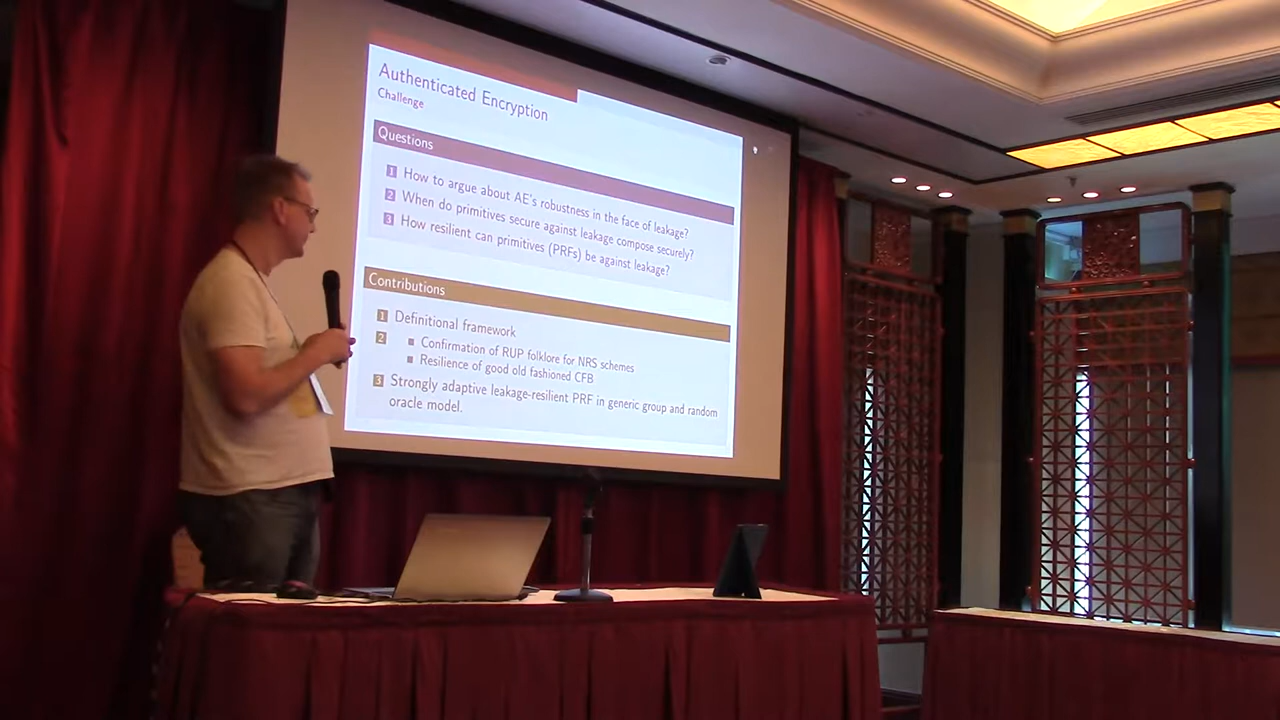 Authenticated Encryption
Challenge
Questions
1 How to argue about AE's robustness in the face of leakage?
2 When do primitives secure against leakage compose securely?
3 How resilient can primitives (PRFs) be against leakage?
Contributions
1 Definitional framework
2 ■ Confirmation of RUP folklore for NRS schemes
■ Resilience of good old fashioned CFB
3 Strongly adaptive leakage-resilient PRF in generic group and random
oracle model.